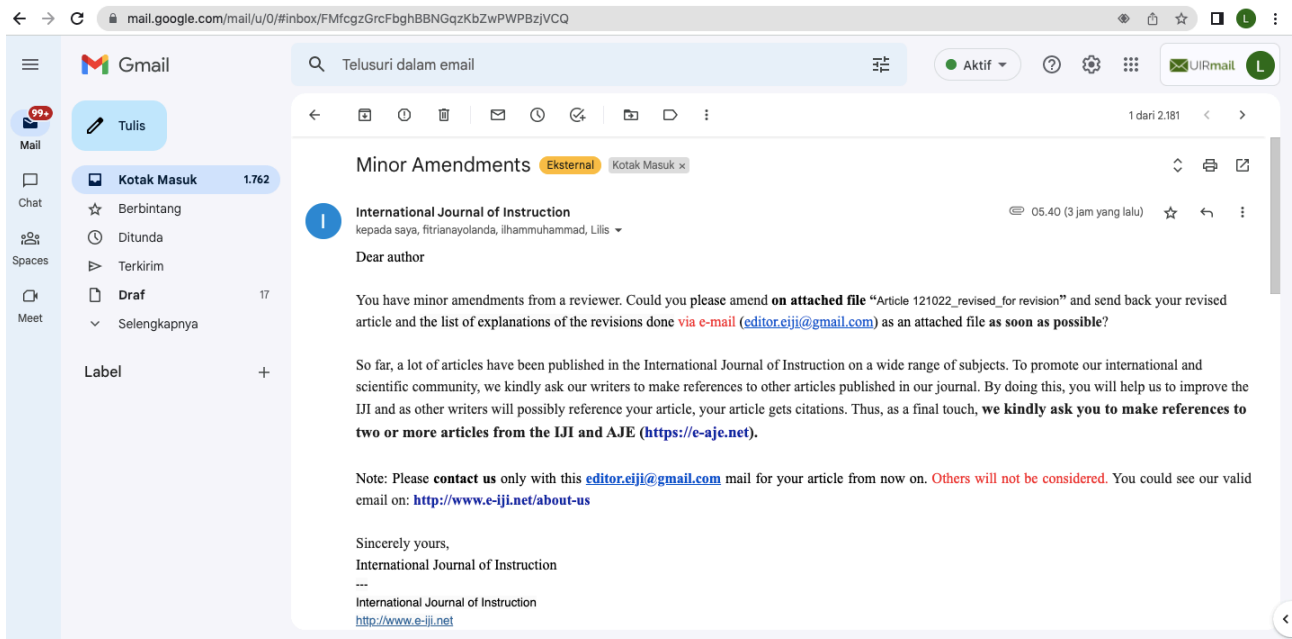 mail.google.com/mail/u/0/#inbox/FMfcgzGrcFbghBBNGqzKbZwPWPBzjVCQ
L
Gmail
Telusuri dalam email
Aktif
UIRmail
L
99+
Mail
Chat
Spaces
Meet
Tulis
Kotak Masuk 1.762
Berbintang
Ditunda
Terkirim
Draf 17
Selengkapnya
Label
1 dari 2.181
Minor Amendments Eksternal Kotak Masuk ×
I
International Journal of Instruction 05.40 (3 jam yang lalu)
kepada saya, fitrianayolanda, ilhammuhammad, Lilis
Dear author
You have minor amendments from a reviewer. Could you please amend on attached file “Article 121022_revised_for revision” and send back your revised
article and the list of explanations of the revisions done via e-mail (editor.eiji@gmail.com) as an attached file as soon as possible?
So far, a lot of articles have been published in the International Journal of Instruction on a wide range of subjects. To promote our international and
scientific community, we kindly ask our writers to make references to other articles published in our journal. By doing this, you will help us to improve the
IJI and as other writers will possibly reference your article, your article gets citations. Thus, as a final touch, we kindly ask you to make references to
two or more articles from the IJI and AJE (https://e-aje.net).
Note: Please contact us only with this editor.eiji@gmail.com mail for your article from now on. Others will not be considered. You could see our valid
email on: http://www.e-iji.net/about-us
Sincerely yours,
International Journal of Instruction
---
International Journal of Instruction
http://www.e-iji.net